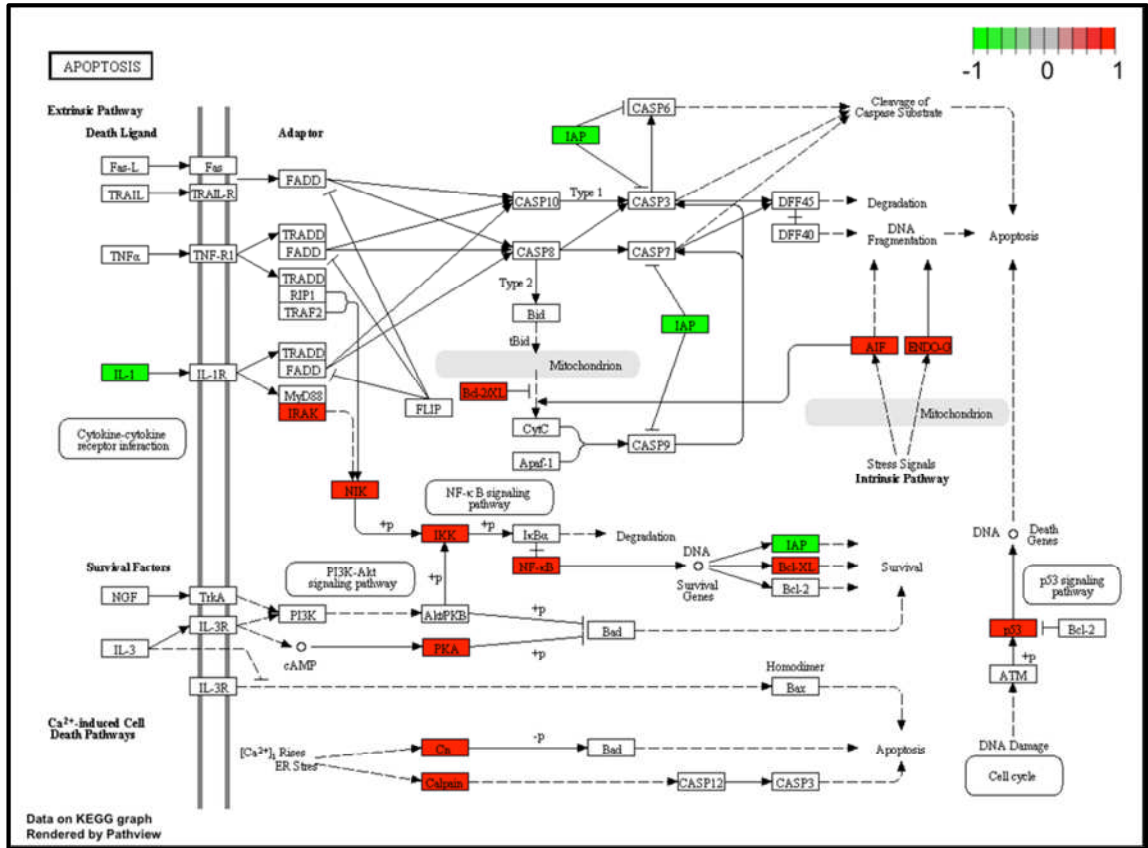 -1 0 1
APOPTOSIS
Extrinsic Pathway
Death Ligand
Adaptor
Fas-L
Fas
TRAIL
TRAIL-R
FADD
TNFα
TNF-R1
TRADD
FADD
TRADD
RIP1
TRAF2
IL-1
IL-1R
TRADD
FADD
MyD88
IRAK
FLIP
Cytokine-cytokine
receptor interaction
CASP6
IAP
CASP10
Type 1
CASP3
CASP8
CASP7
Type 2
Bid
tBid
Mitochondrion
Bcl-20XL
CytC
Apaf-1
CASP9
IAP
Cleavage of
Caspase Substrate
DFF45
Degradation
DFF40
DNA
Fragmentation
Apoptosis
AIF
ENDO-G
Mitochondrion
Stress Signals
Intrinsic Pathway
NIK
NF-κ B signaling
pathway
+p
IKK
+p
IκBα
Degradation
NF-κB
DNA
Survival
Genes
IAP
Bcl-XL
Bcl-2
Survival
DNA
Death
Genes
p53 signaling
pathway
p53
Bcl-2
+p
ATM
DNA Damage
Cell cycle
Survival Factors
PI3K-Akt
signaling pathway
+p
NGF
TrkA
PI3K
Akt/PKB
+p
Bad
IL-3R
IL-3
cAMP
PKA
+p
IL-3R
Homodimer
Bax
Ca2+-induced Cell
Death Pathways
[Ca2+]i Rises
ER Stres
Cn
-p
Bad
Apoptosis
Calpain
CASP12
CASP3
Data on KEGG graph
Rendered by Pathview